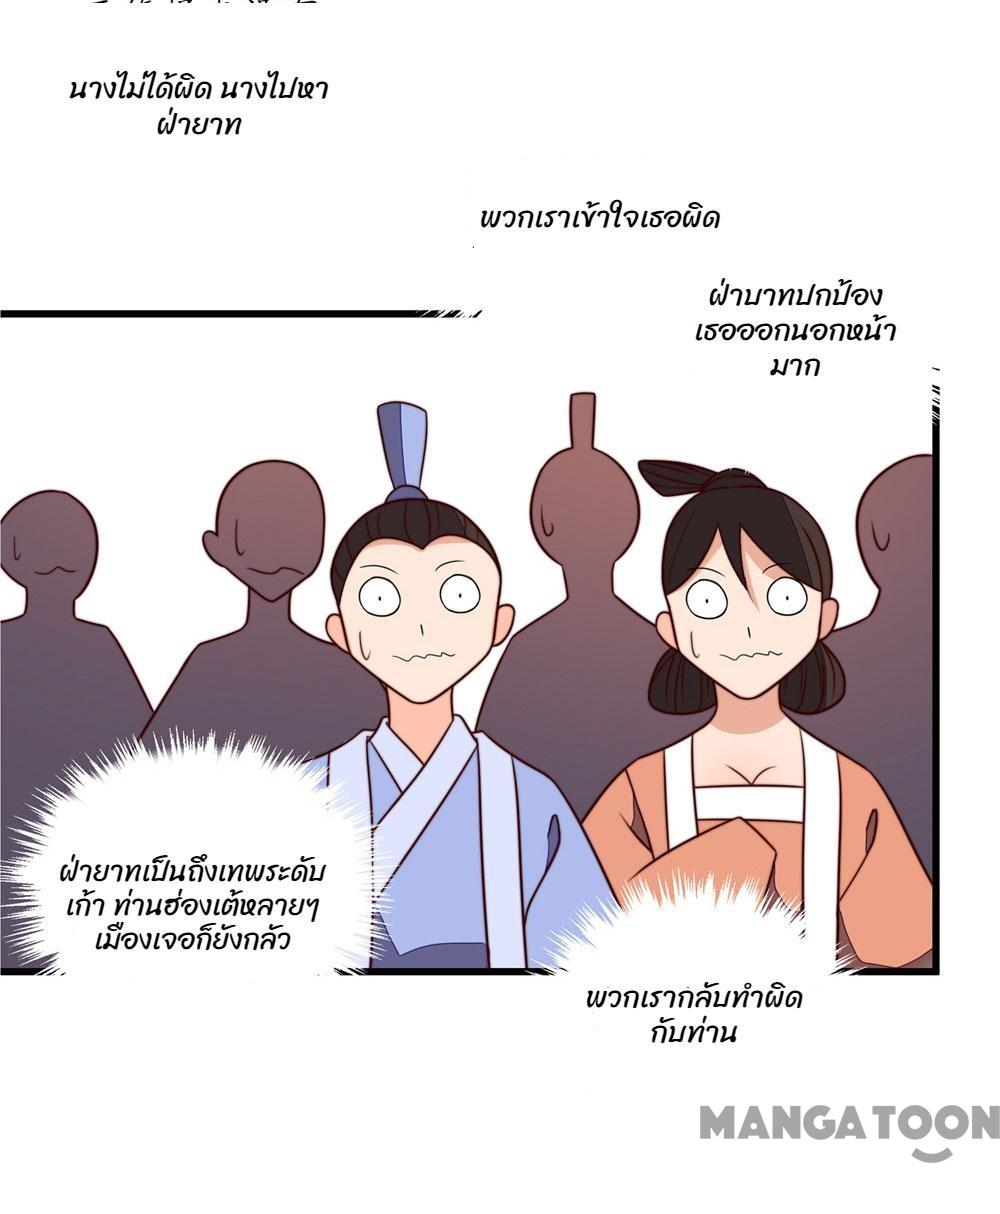 นางไม่ได้ผิด นางไปหา
ฝ่ายาท
พวกเราเข้าใจเธอผิด
ฝ่าบาทปกป้อง
เธอออกนอกหน้า
มาก
ฝ่ายาทเป็นถึงเทพระดับ
เก้า ท่านฮ่องเต้หลายๆ
เมืองเจอก็ยังกลัว
พวกเรากลับทำผิด
กับท่าน
MANGATOON